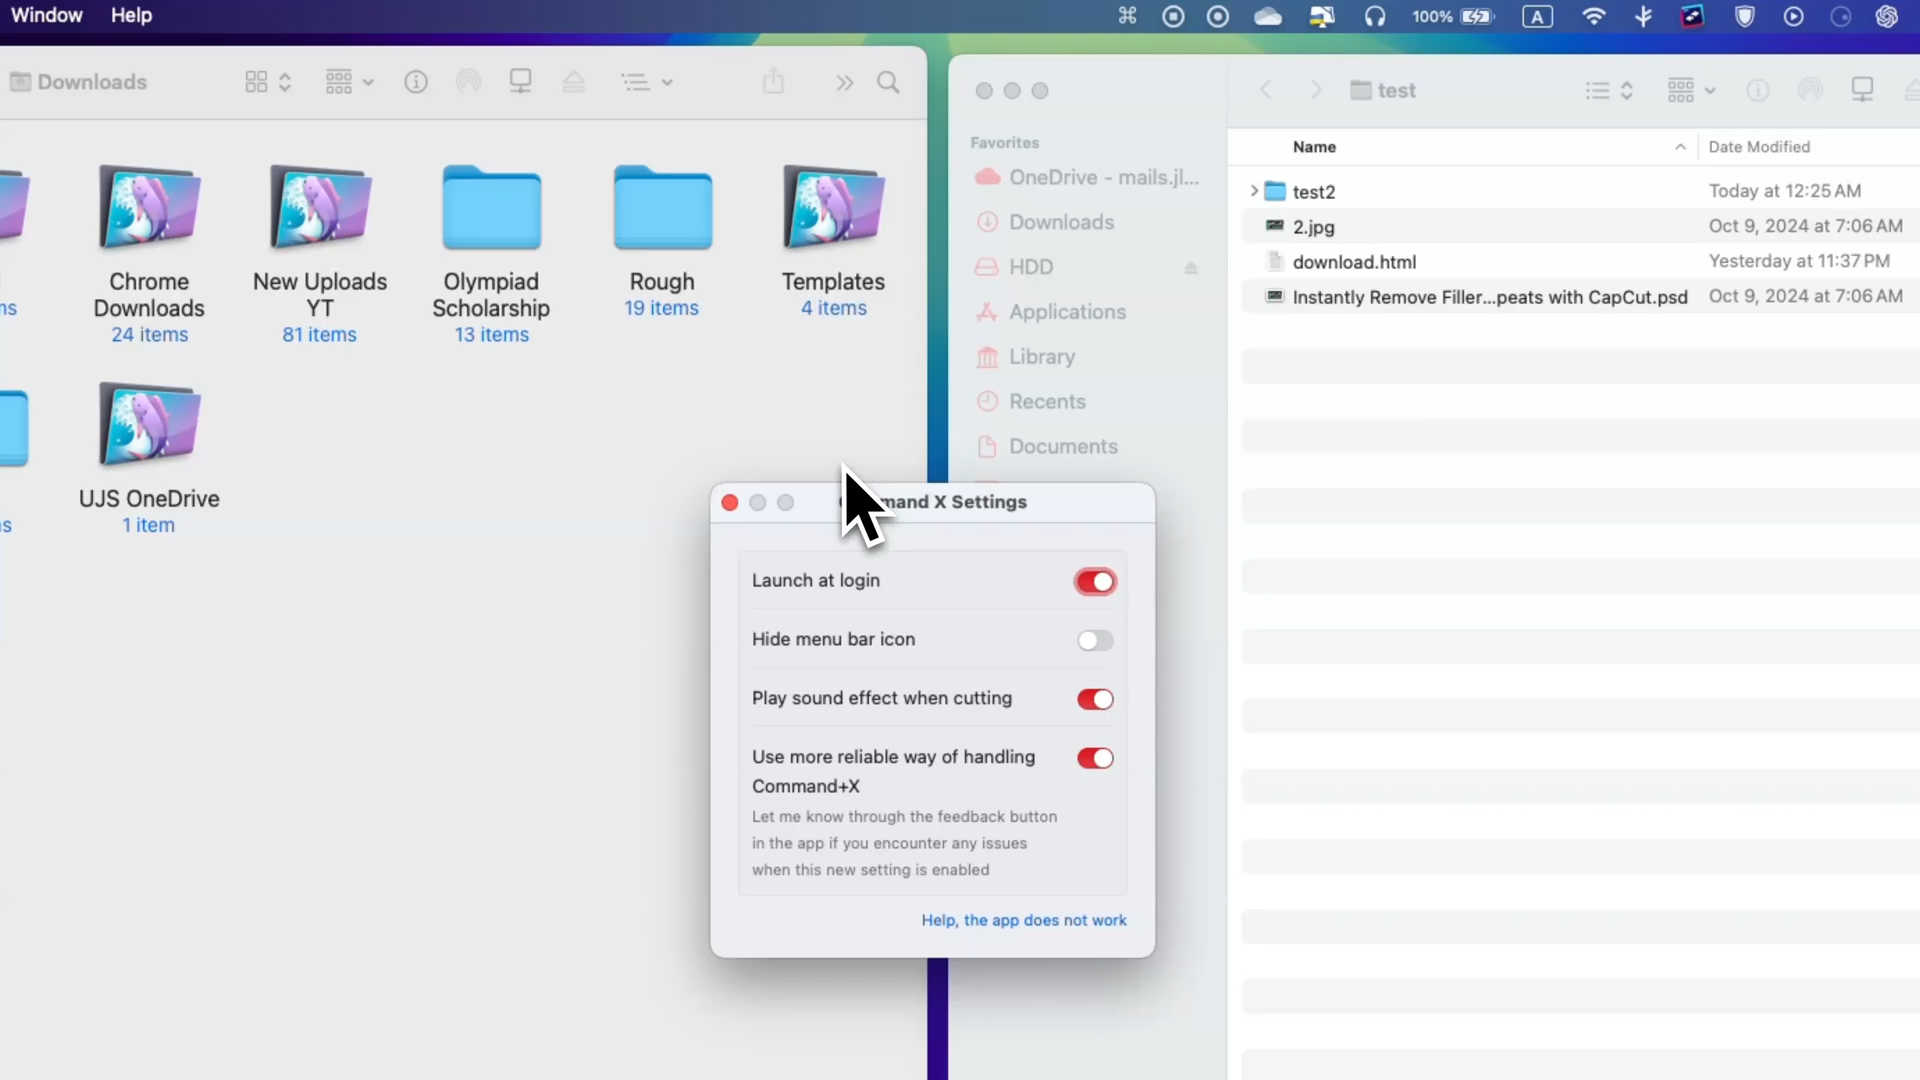 Window Help
100%
A
Downloads
Chrome
Downloads
24 items
New Uploads
YT
81 items
Olympiad
Scholarship
13 items
Rough
19 items
Templates
4 items
UJS OneDrive
1 item
test
Favorites
OneDrive - mails.jl...
Downloads
HDD
Applications
Library
Recents
Documents
Name Date Modified
test2 Today at 12:25 AM
2.jpg Oct 9, 2024 at 7:06 AM
download.html Yesterday at 11:37 PM
Instantly Remove Filler...peats with CapCut.psd Oct 9, 2024 at 7:06 AM
X Settings
Launch at login
Hide menu bar icon
Play sound effect when cutting
Use more reliable way of handling
Command+X
Let me know through the feedback button
in the app if you encounter any issues
when this new setting is enabled
Help, the app does not work